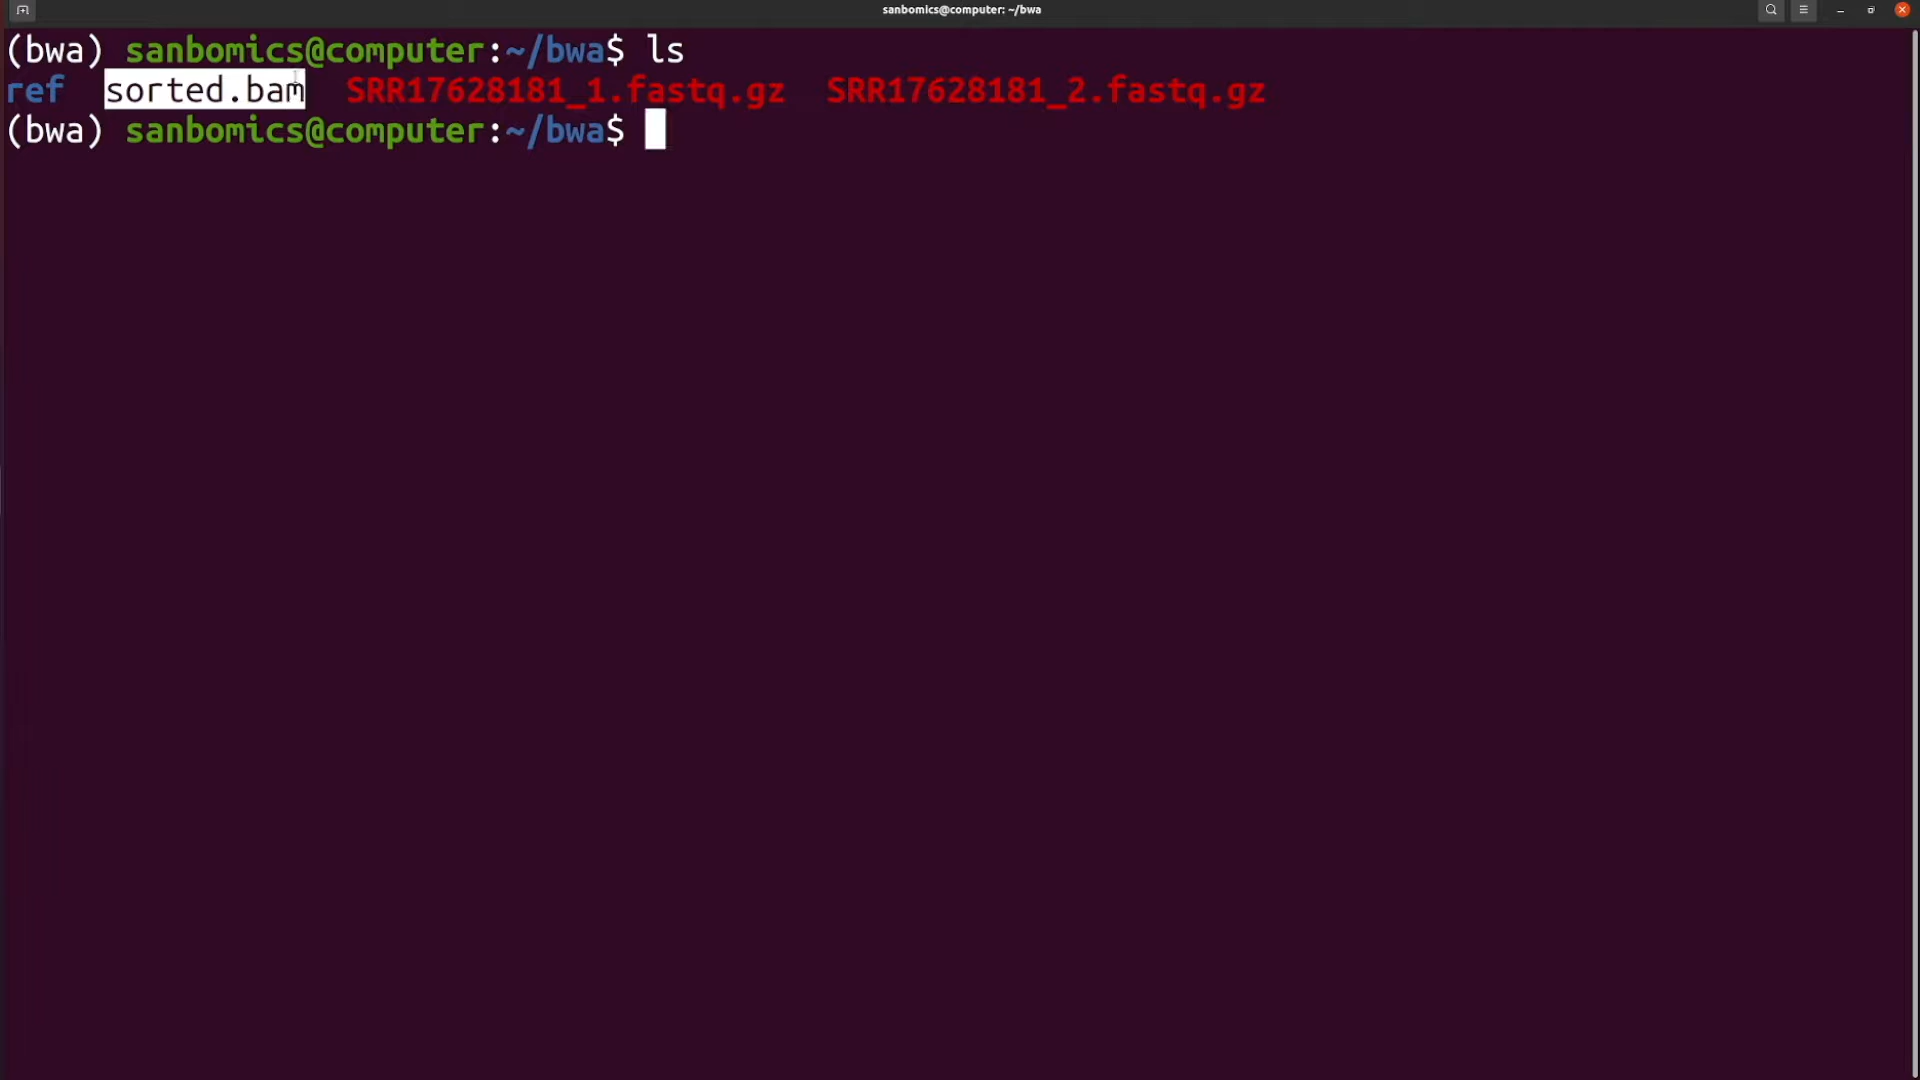 sanbomics@computer: ~/bwa
(bwa) sanbomics@computer:~/bwa$ ls
ref sorted.bam SRR17628181_1.fastq.gz SRR17628181_2.fastq.gz
(bwa) sanbomics@computer:~/bwa$